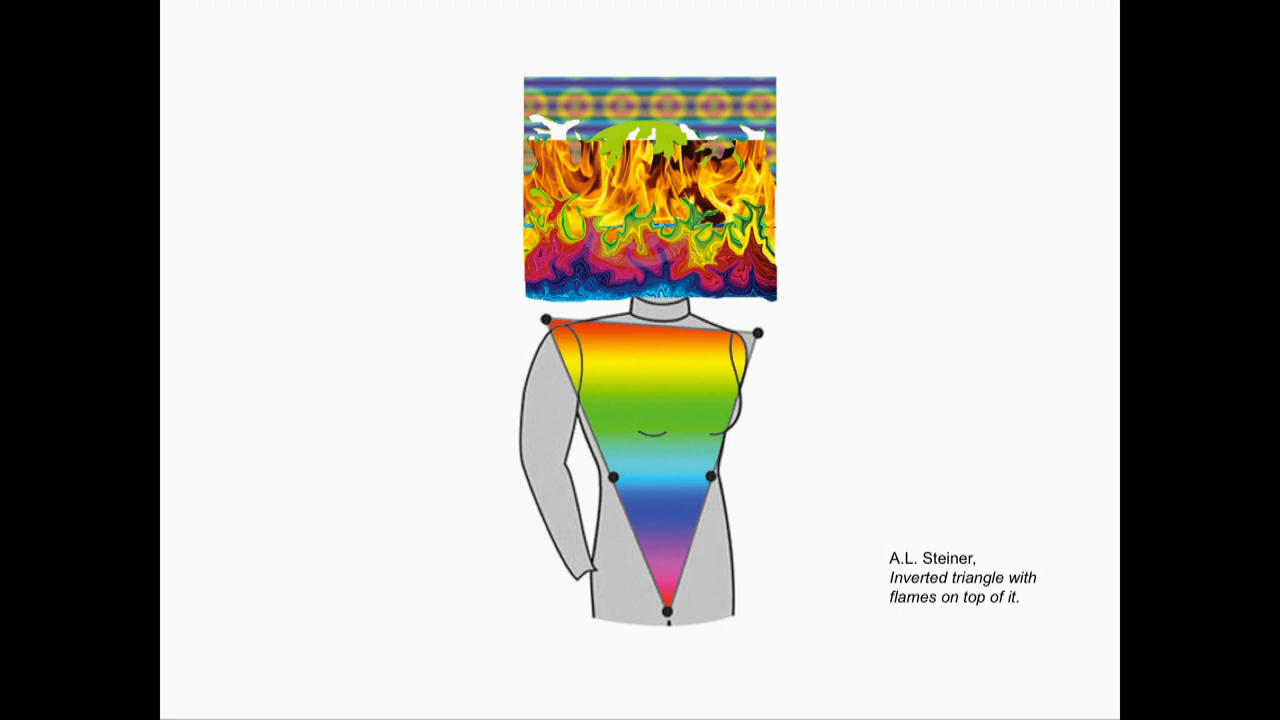 A.L. Steiner,
Inverted triangle with
flames on top of it.